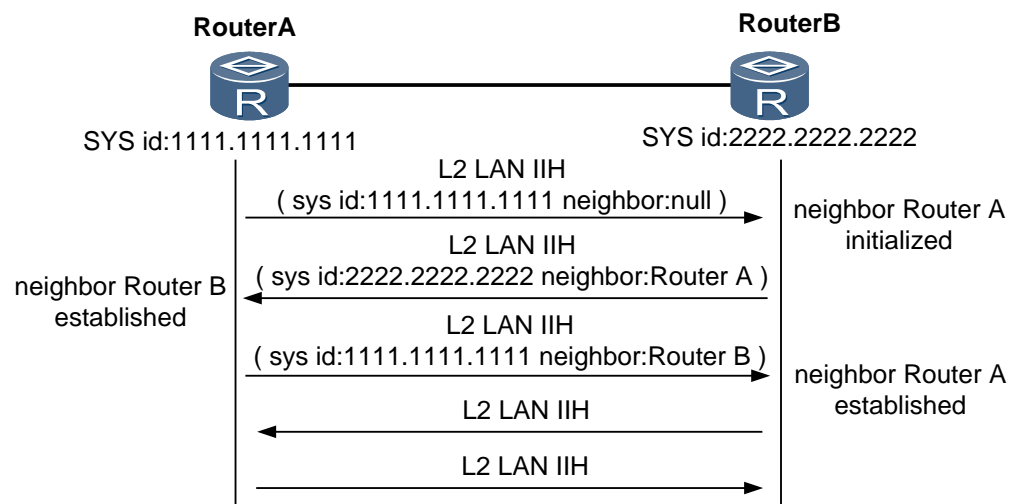 RouterA
RouterB
R
R
SYS id:1111.1111.1111
SYS id:2222.2222.2222
L2 LAN IIH
( sys id:1111.1111.1111 neighbor:null )
neighbor Router A
initialized
L2 LAN IIH
( sys id:2222.2222.2222 neighbor:Router A )
neighbor Router B
established
L2 LAN IIH
( sys id:1111.1111.1111 neighbor:Router B )
neighbor Router A
established
L2 LAN IIH
L2 LAN IIH